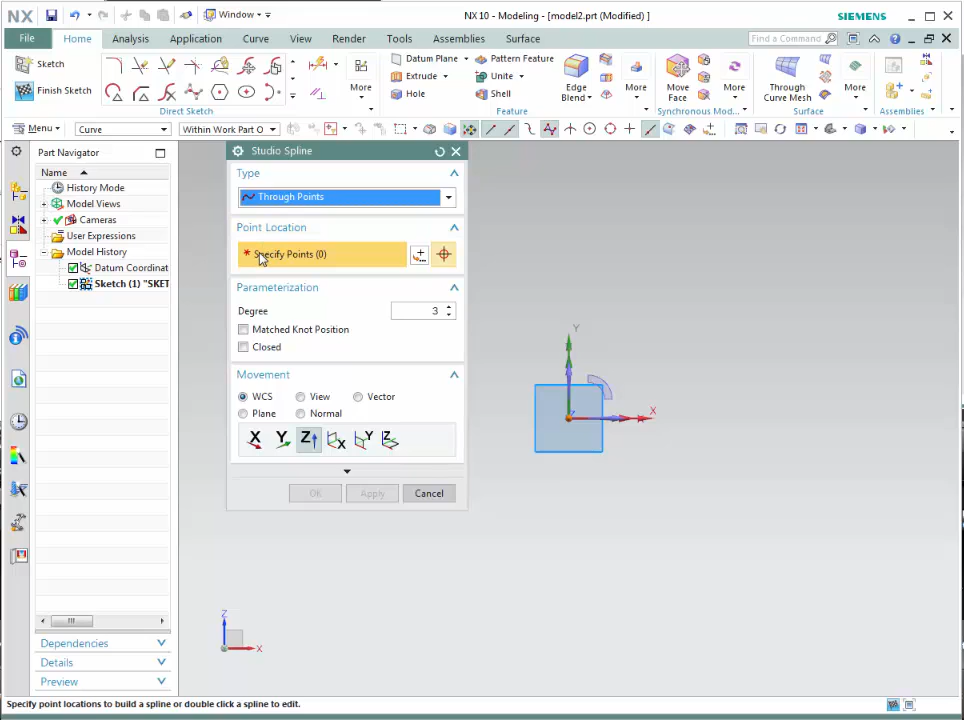 NX Window NX 10 - Modeling - [model2.prt (Modified) ] SIEMENS
File Home Analysis Application Curve View Render Tools Assemblies Surface Find a Command
Sketch
Finish Sketch
More
Direct Sketch
Datum Plane Pattern Feature
Extrude Unite
Hole Shell
Edge
Blend
More
Feature
Move
Face
More
Synchronous Mod...
Through
Curve Mesh
More
Surface
Assemblies
Menu Curve Within Work Part O
Part Navigator
Name
History Mode
Model Views
Cameras
User Expressions
Model History
Datum Coordinat
Sketch (1) "SKET
Dependencies
Details
Preview
Studio Spline
Type
Through Points
Point Location
* Specify Points (0)
Parameterization
Degree 3
Matched Knot Position
Closed
Movement
WCS View Vector
Plane Normal
X Y Z X Y Z
OK Apply Cancel
Y
X
Z
X
Specify point locations to build a spline or double click a spline to edit.